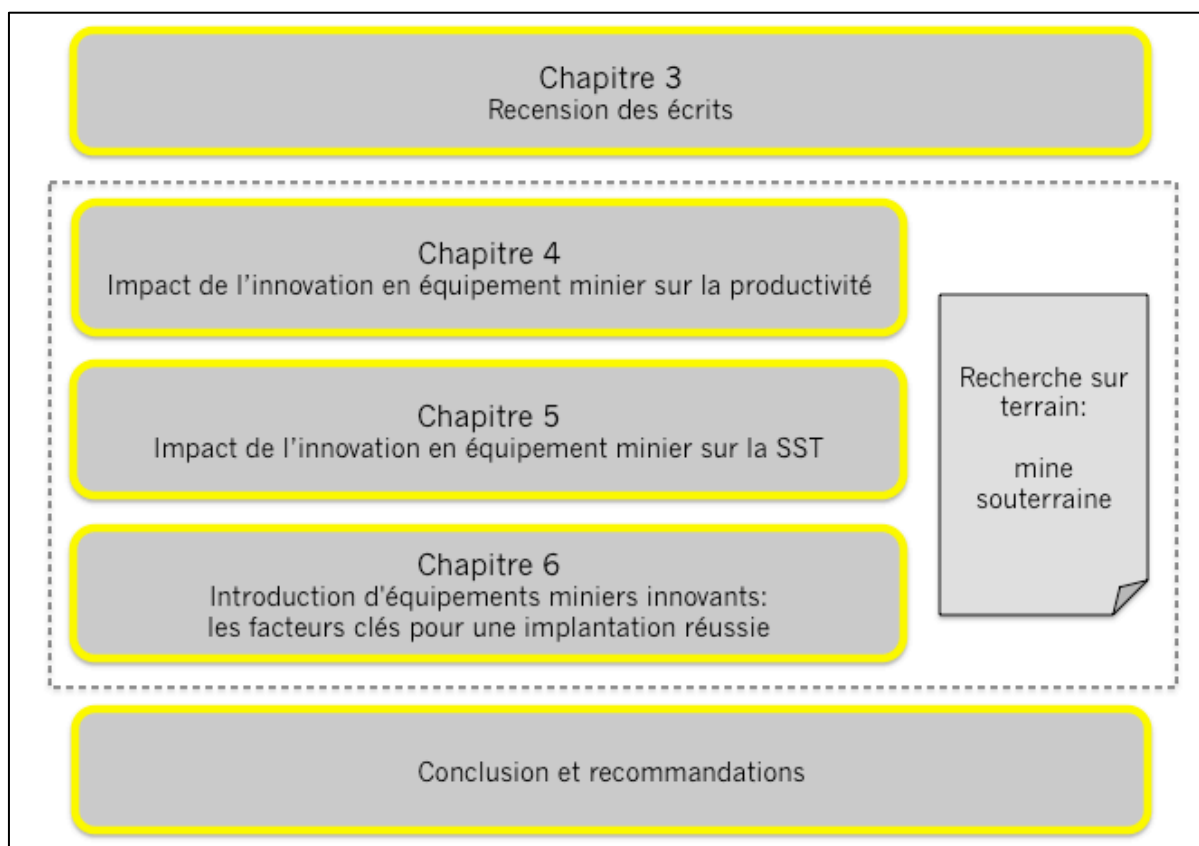 Chapitre 3
Recension des écrits
Chapitre 4
Impact de l’innovation en équipement minier sur la productivité
Chapitre 5
Impact de l’innovation en équipement minier sur la SST
Chapitre 6
Introduction d'équipements miniers innovants:
les facteurs clés pour une implantation réussie
Recherche sur
terrain:
mine
souterraine
Conclusion et recommandations